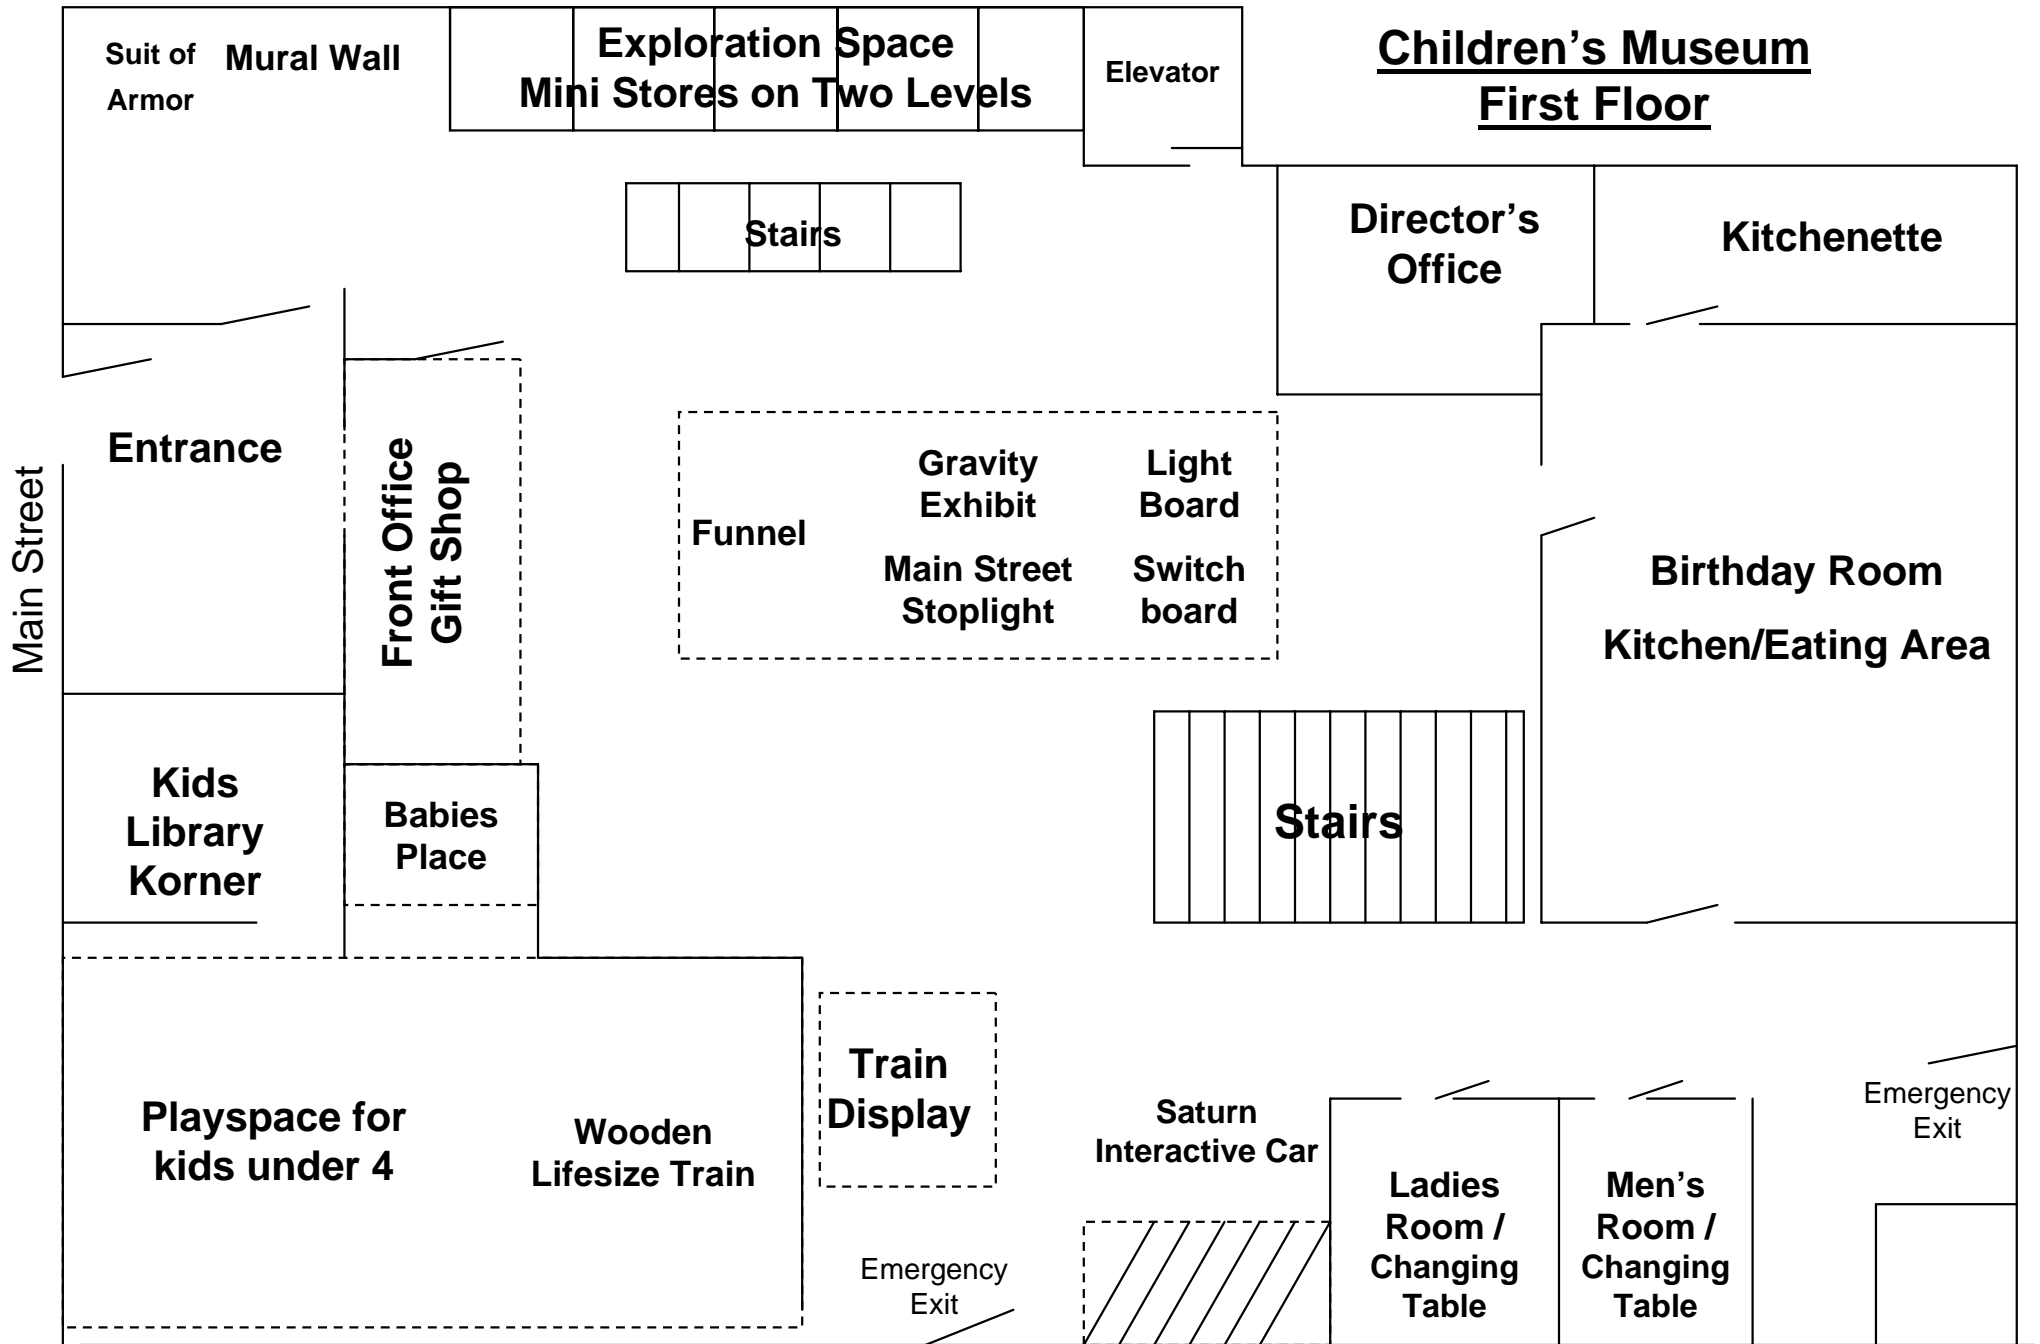 Children's Museum
First Floor
Suit of
Armor
Mural Wall
Exploration Space
Mini Stores on Two Levels
Elevator
Stairs
Director's
Office
Kitchenette
Main Street
Entrance
Front Office
Gift Shop
Funnel
Gravity
Exhibit
Light
Board
Main Street
Stoplight
Switch
board
Birthday Room
Kitchen/Eating Area
Kids
Library
Korner
Babies
Place
Stairs
Playspace for
kids under 4
Wooden
Lifesize Train
Train
Display
Saturn
Interactive Car
Emergency
Exit
Ladies
Room /
Changing
Table
Men's
Room /
Changing
Table
Emergency
Exit